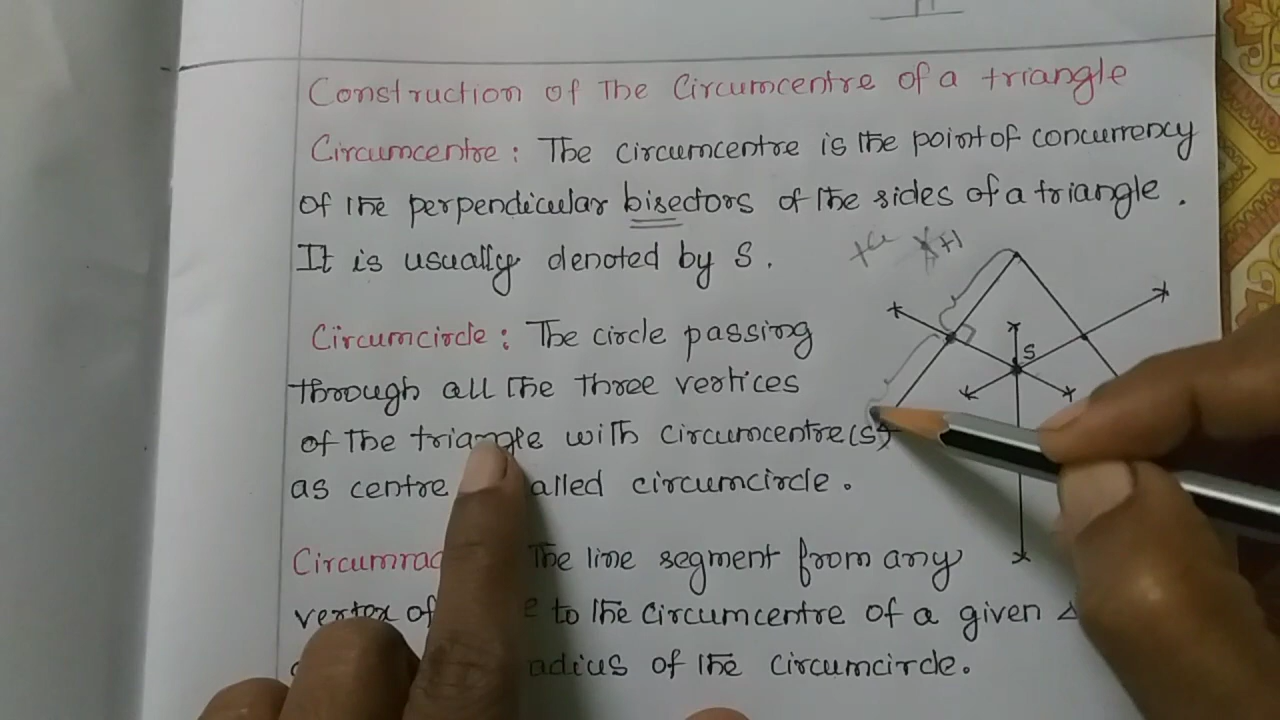 Construction of The Circumcentre of a triangle
Circumcentre: The circumcentre is the point of concurrency
of the perpendicular bisectors of the sides of a triangle.
It is usually denoted by S.
Circumcircle: The circle passing
through all the three vertices
of the triangle with circumcentre(S)
as centre alled circumcircle.
The line segment from any
vertex of to the circumcentre of a given Δ
adius of the circumcircle.
S